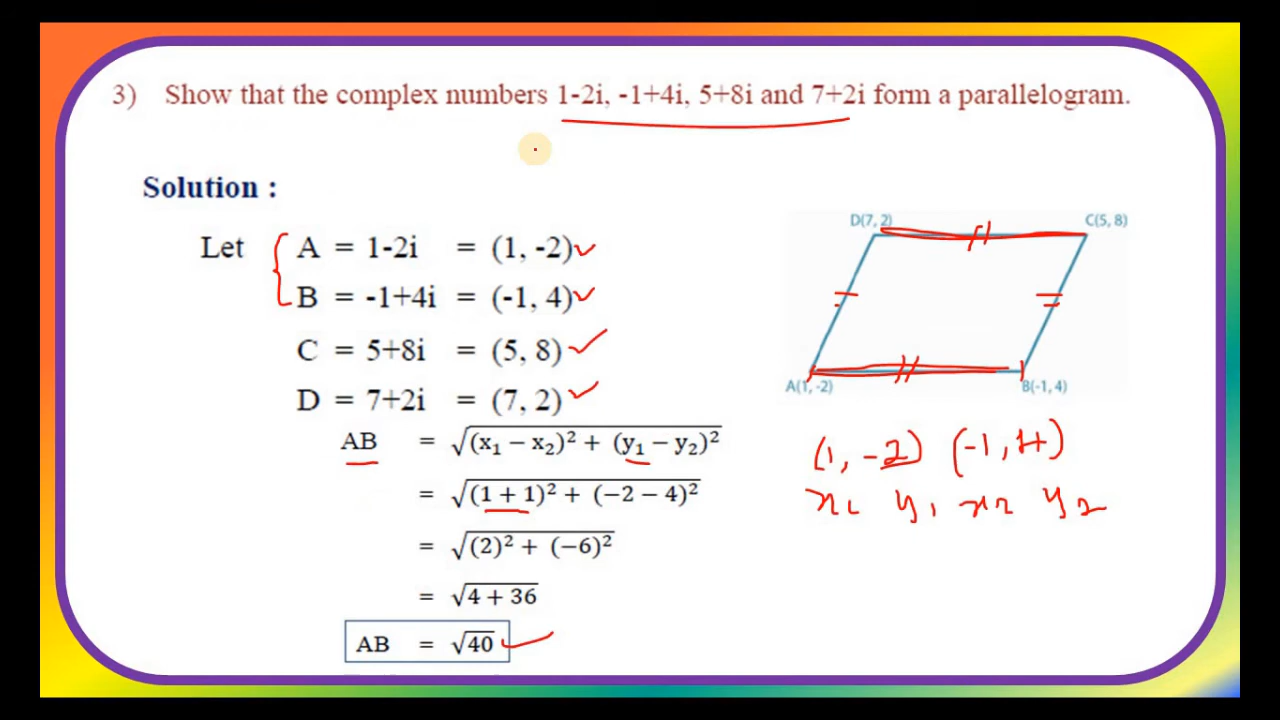 3) Show that the complex numbers 1-2i, -1+4i, 5+8i and 7+2i form a parallelogram.
Solution :
Let A = 1-2i = (1, -2)
B = -1+4i = (-1, 4)
C = 5+8i = (5, 8)
D = 7+2i = (7, 2)
AB = √(x₁ − x₂)² + (y₁ − y₂)²
= √(1 + 1)² + (−2 − 4)²
= √(2)² + (−6)²
= √4 + 36
AB = √40
D(7, 2) C(5, 8)
A(1, -2) B(-1, 4)
(1, -2) (-1, 4)
x₁ y₁ x₂ y₂